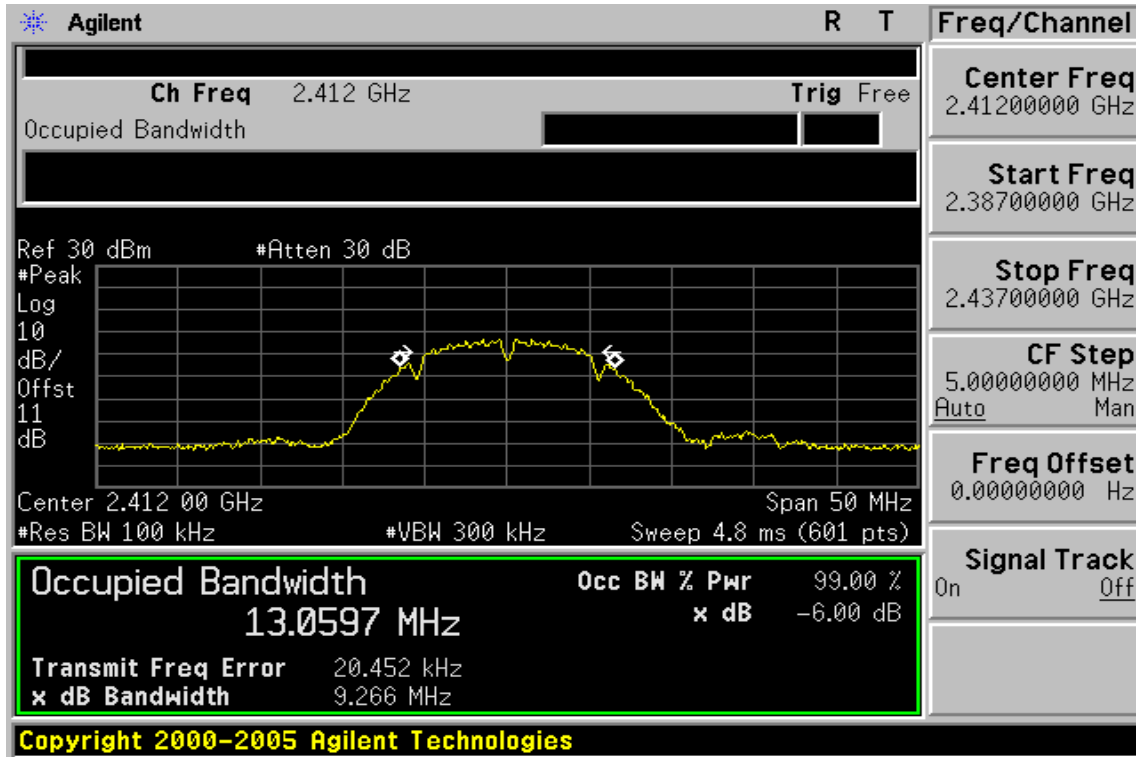 Agilent R T
Freq/Channel
Ch Freq 2.412 GHz Trig Free
Occupied Bandwidth
Center Freq
2.41200000 GHz
Start Freq
2.38700000 GHz
Stop Freq
2.43700000 GHz
CF Step
5.00000000 MHz
Auto Man
Freq Offset
0.00000000 Hz
Signal Track
On Off
Ref 30 dBm #Atten 30 dB
#Peak
Log
10
dB/
Offst
11
dB
Center 2.412 00 GHz Span 50 MHz
#Res BW 100 kHz #VBW 300 kHz Sweep 4.8 ms (601 pts)
Occupied Bandwidth Occ BW % Pwr 99.00 %
13.0597 MHz x dB -6.00 dB
Transmit Freq Error 20.452 kHz
x dB Bandwidth 9.266 MHz
Copyright 2000-2005 Agilent Technologies